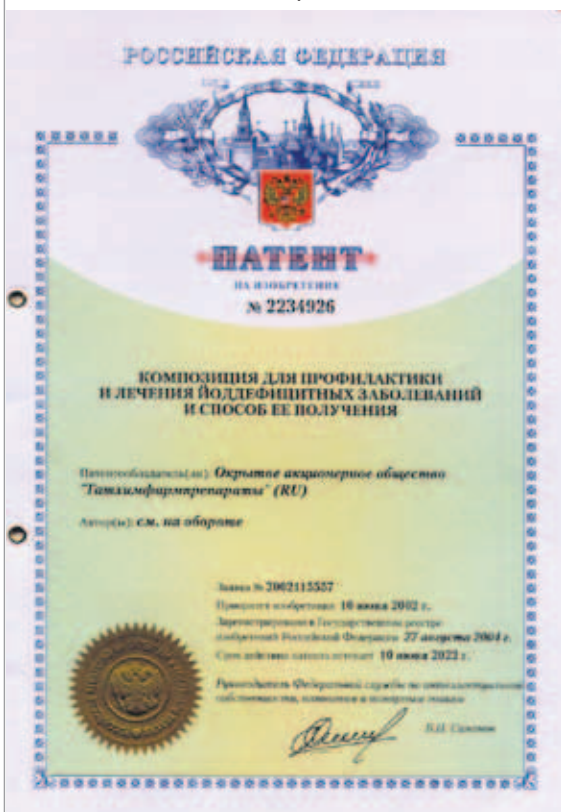 РОССИЙСКАЯ ФЕДЕРАЦИЯ
ПАТЕНТ
НА ИЗОБРЕТЕНИЕ
№ 2234926
КОМПОЗИЦИЯ ДЛЯ ПРОФИЛАКТИКИ
И ЛЕЧЕНИЯ ЙОДДЕФИЦИТНЫХ ЗАБОЛЕВАНИЙ
И СПОСОБ ЕЕ ПОЛУЧЕНИЯ
Патентообладатель(ли): Окрытое акционерное общество
"Татхимфармпрепараты" (RU)
Автор(ы): см. на обороте
Заявка № 2002115557
Приоритет изобретения 10 июня 2002 г.
Зарегистрировано в Государственном реестре
изобретений Российской Федерации 27 августа 2004 г.
Срок действия патента истекает 10 июня 2022 г.
Руководитель Федеральной службы по интеллектуальной
собственности, патентам и товарным знакам
Б.П. Симонов